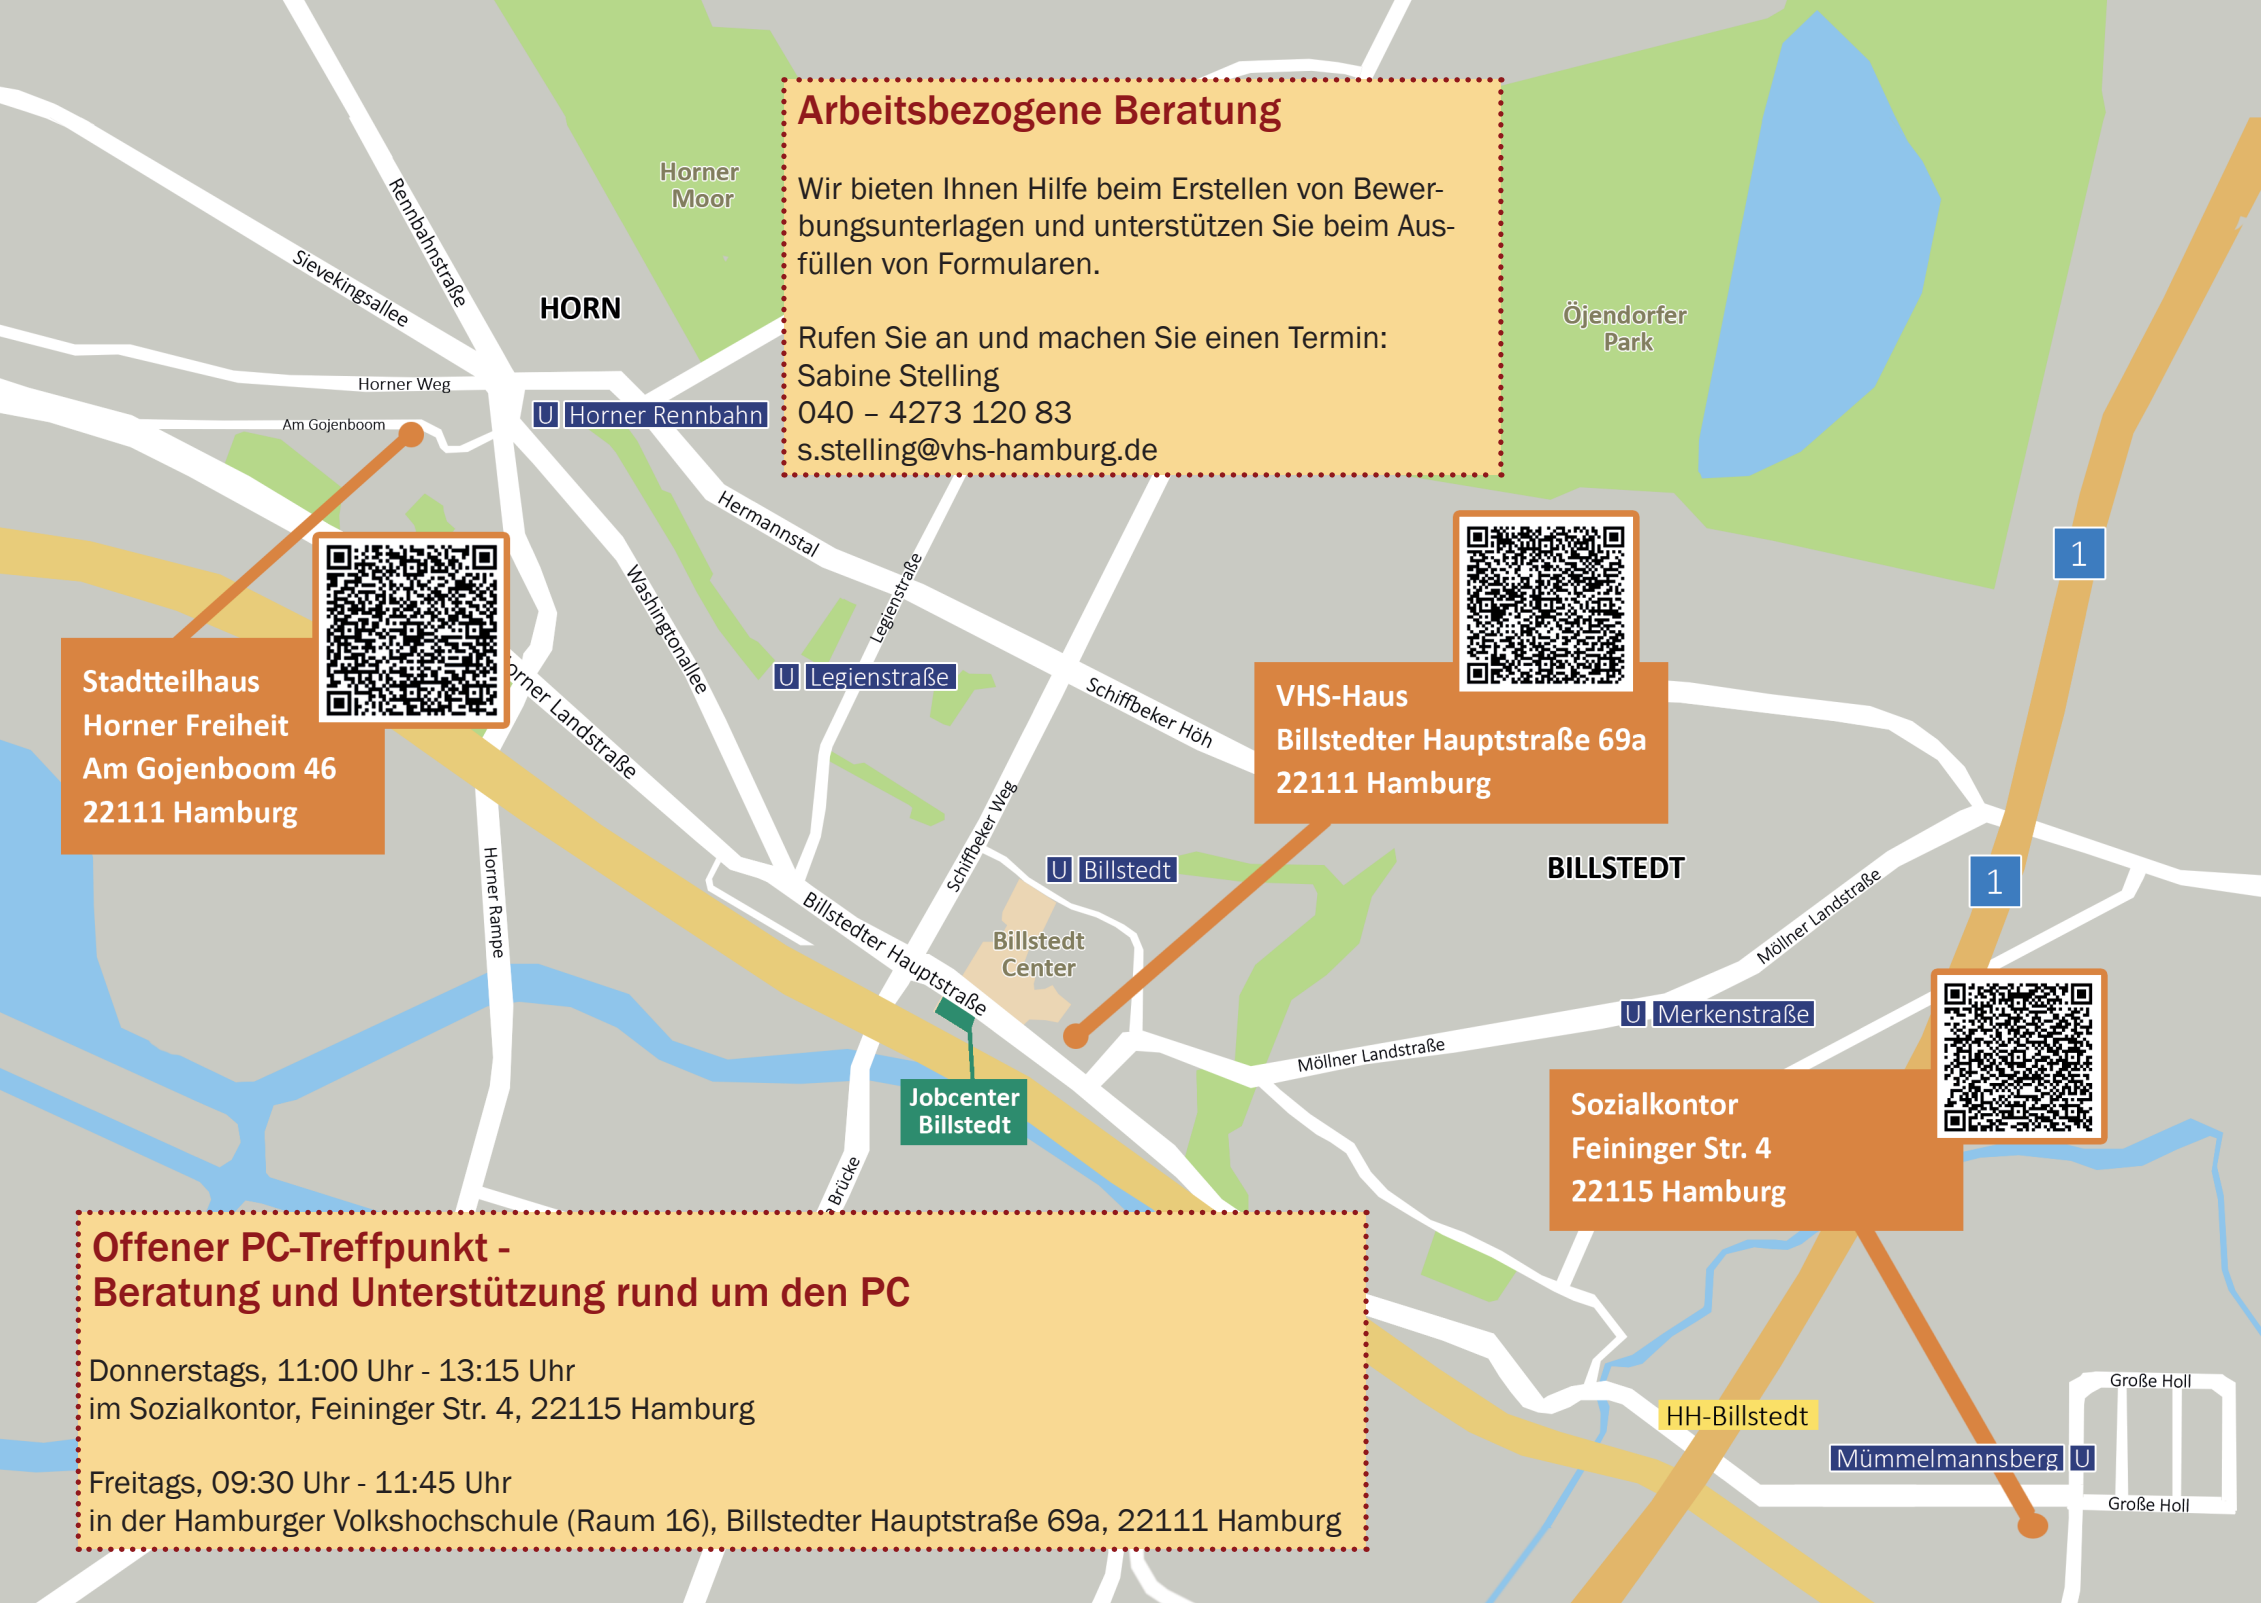 Arbeitsbezogene Beratung
Wir bieten Ihnen Hilfe beim Erstellen von Bewer-
bungsunterlagen und unterstützen Sie beim Aus-
füllen von Formularen.
Rufen Sie an und machen Sie einen Termin:
Sabine Stelling
040 – 4273 120 83
s.stelling@vhs-hamburg.de
Horner
Moor
Rennbahnstraße
Sievekingsallee
HORN
Öjendorfer
Park
Horner Weg
Am Gojenboom
U Horner Rennbahn
Hermannstal
1
Legienstraße
Washingtonallee
U Legienstraße
Stadtteilhaus
Horner Freiheit
Am Gojenboom 46
22111 Hamburg
Horner Landstraße
Schiffbeker Höh
VHS-Haus
Billstedter Hauptstraße 69a
22111 Hamburg
Schiffbeker Weg
Horner Rampe
U Billstedt
BILLSTEDT
1
Möllner Landstraße
Billstedter Hauptstraße
Billstedt
Center
U Merkenstraße
Möllner Landstraße
Jobcenter
Billstedt
Sozialkontor
Feininger Str. 4
22115 Hamburg
Brücke
Offener PC-Treffpunkt -
Beratung und Unterstützung rund um den PC
Donnerstags, 11:00 Uhr - 13:15 Uhr
im Sozialkontor, Feininger Str. 4, 22115 Hamburg
Freitags, 09:30 Uhr - 11:45 Uhr
in der Hamburger Volkshochschule (Raum 16), Billstedter Hauptstraße 69a, 22111 Hamburg
Große Holl
HH-Billstedt
Mümmelmannsberg U
Große Holl